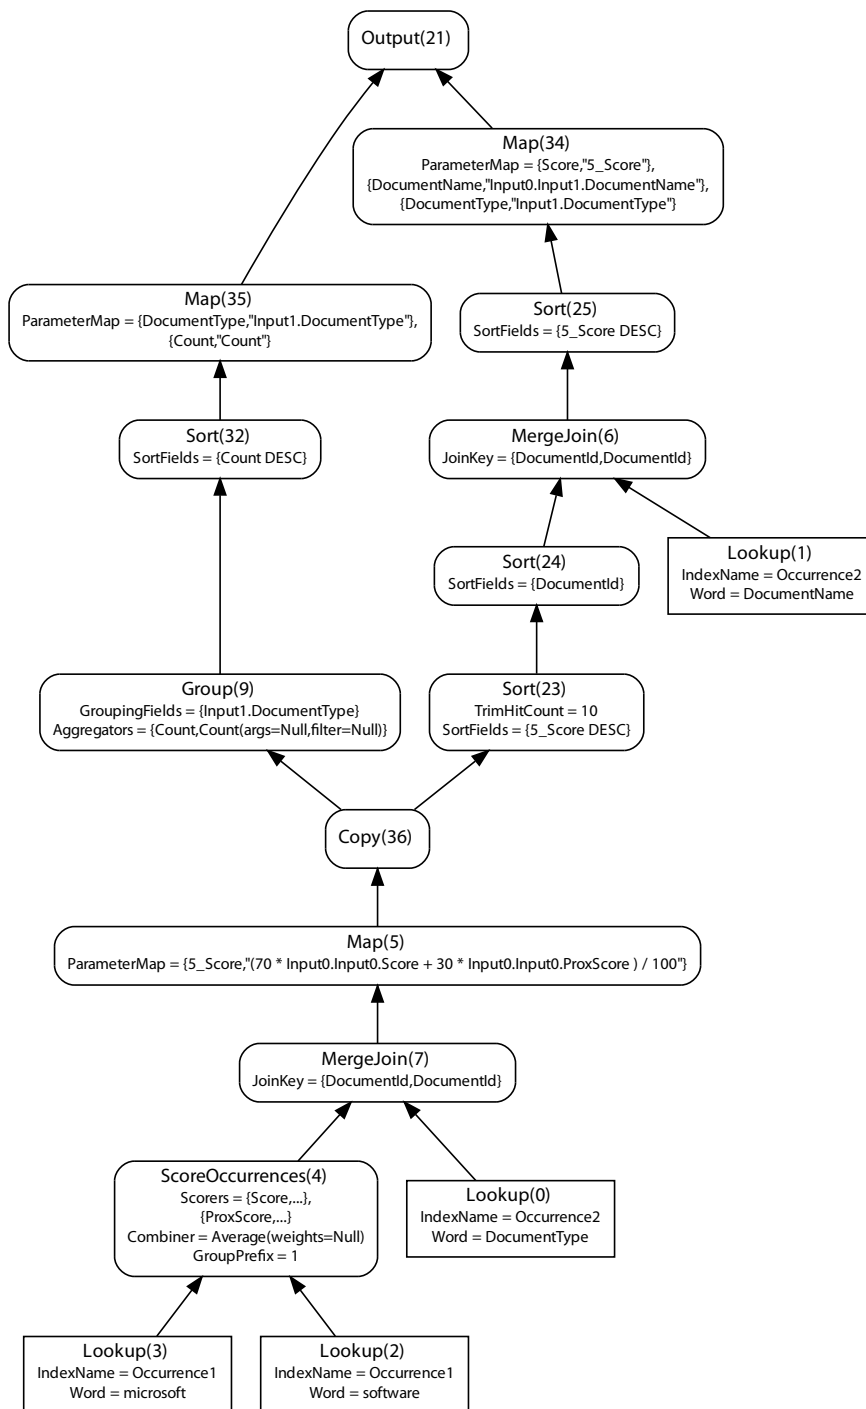 Output(21)
Map(34)
ParameterMap = {Score,"5_Score"},
{DocumentName,"Input0.Input1.DocumentName"},
{DocumentType,"Input1.DocumentType"}
Map(35)
ParameterMap = {DocumentType,"Input1.DocumentType"},
{Count,"Count"}
Sort(25)
SortFields = {5_Score DESC}
Sort(32)
SortFields = {Count DESC}
MergeJoin(6)
JoinKey = {DocumentId,DocumentId}
Sort(24)
SortFields = {DocumentId}
Lookup(1)
IndexName = Occurrence2
Word = DocumentName
Group(9)
GroupingFields = {Input1.DocumentType}
Aggregators = {Count,Count(args=Null,filter=Null)}
Sort(23)
TrimHitCount = 10
SortFields = {5_Score DESC}
Copy(36)
Map(5)
ParameterMap = {5_Score,"(70 * Input0.Input0.Score + 30 * Input0.Input0.ProxScore ) / 100"}
MergeJoin(7)
JoinKey = {DocumentId,DocumentId}
ScoreOccurrences(4)
Scorers = {Score,...},
{ProxScore,...}
Combiner = Average(weights=Null)
GroupPrefix = 1
Lookup(0)
IndexName = Occurrence2
Word = DocumentType
Lookup(3)
IndexName = Occurrence1
Word = microsoft
Lookup(2)
IndexName = Occurrence1
Word = software